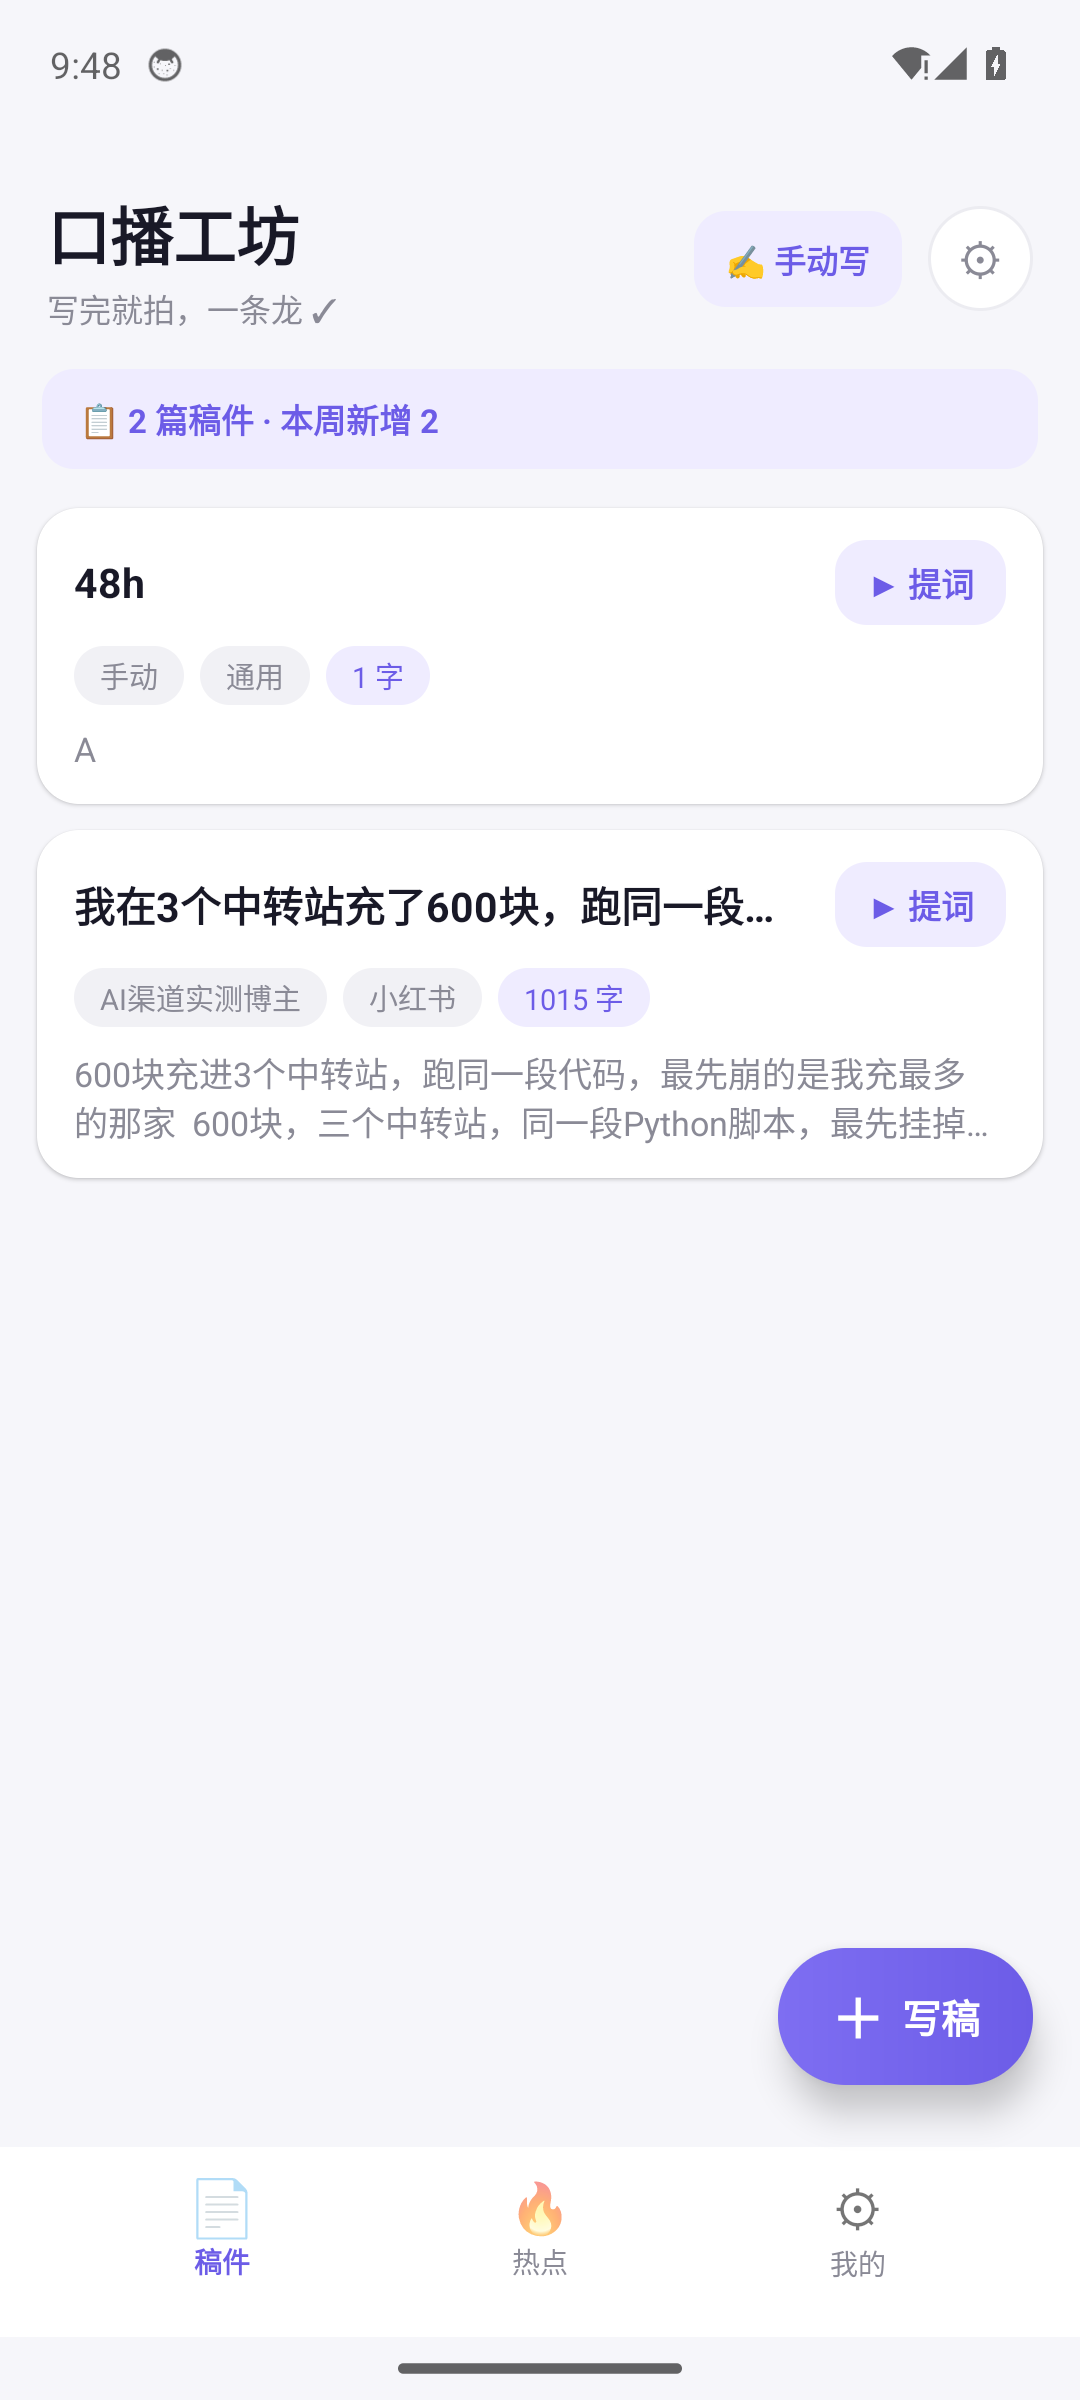 9:48
口播工坊
写完就拍，一条龙 ✓
✍️ 手动写
📋 2 篇稿件 · 本周新增 2
48h
▶ 提词
手动
通用
1 字
A
我在3个中转站充了600块，跑同一段...
▶ 提词
AI渠道实测博主
小红书
1015 字
600块充进3个中转站，跑同一段代码，最先崩的是我充最多
的那家 600块，三个中转站，同一段Python脚本，最先挂掉...
＋ 写稿
稿件
热点
我的